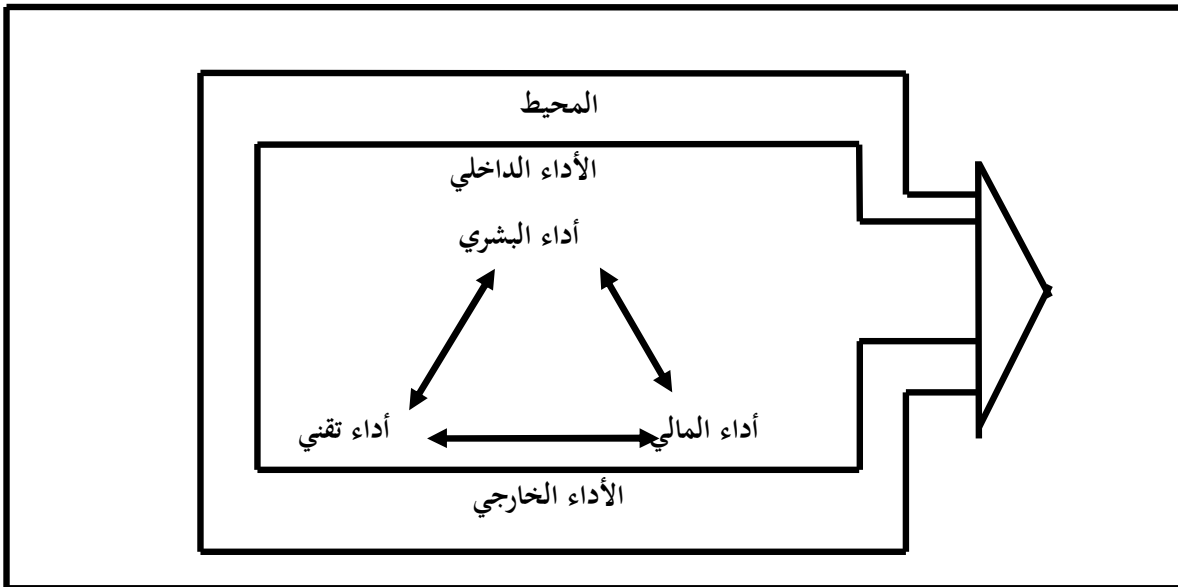 المحيط
الأداء الداخلي
أداء البشري
أداء المالي
أداء تقني
الأداء الخارجي